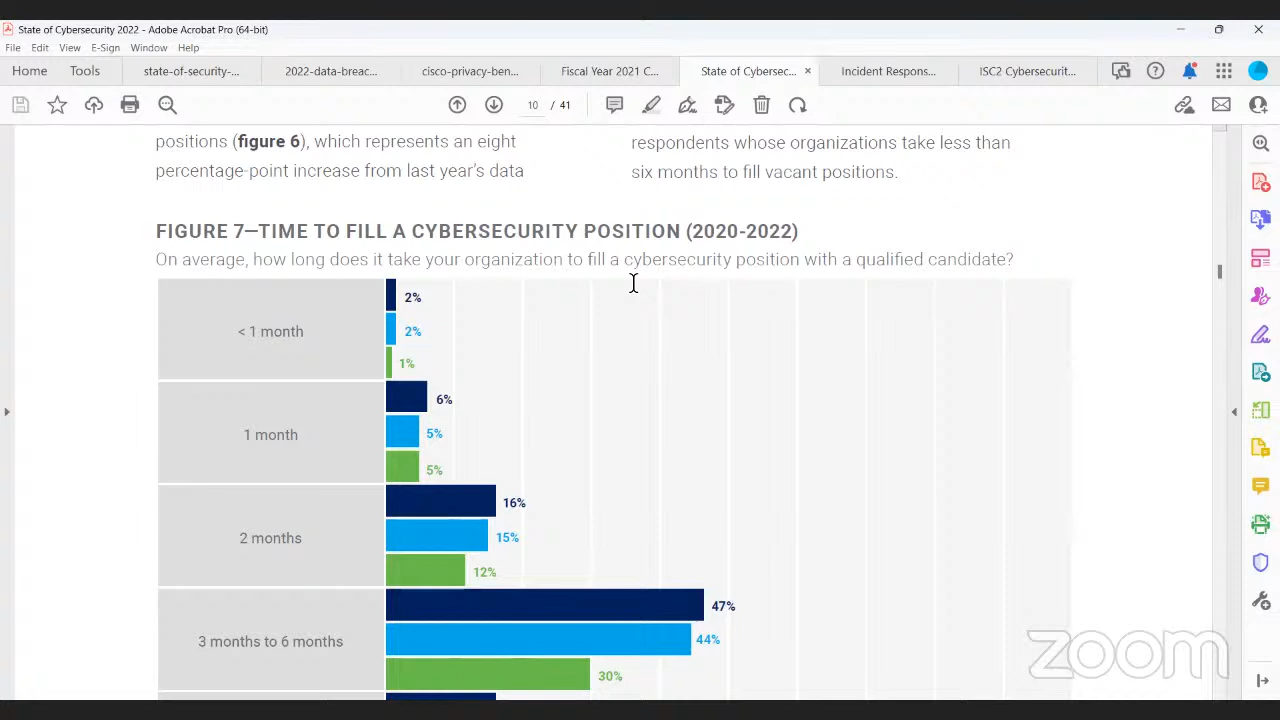 State of Cybersecurity 2022 - Adobe Acrobat Pro (64-bit)
File Edit View E-Sign Window Help
Home Tools state-of-security-... 2022-data-breac... cisco-privacy-ben... Fiscal Year 2021 C... State of Cybersec... × Incident Respons... ISC2 Cybersecurit...
10 / 41
positions (figure 6), which represents an eight
percentage-point increase from last year's data
respondents whose organizations take less than
six months to fill vacant positions.
FIGURE 7—TIME TO FILL A CYBERSECURITY POSITION (2020-2022)
On average, how long does it take your organization to fill a cybersecurity position with a qualified candidate?
< 1 month
2%
2%
1%
1 month
6%
5%
5%
2 months
16%
15%
12%
3 months to 6 months
47%
44%
30%
zoom